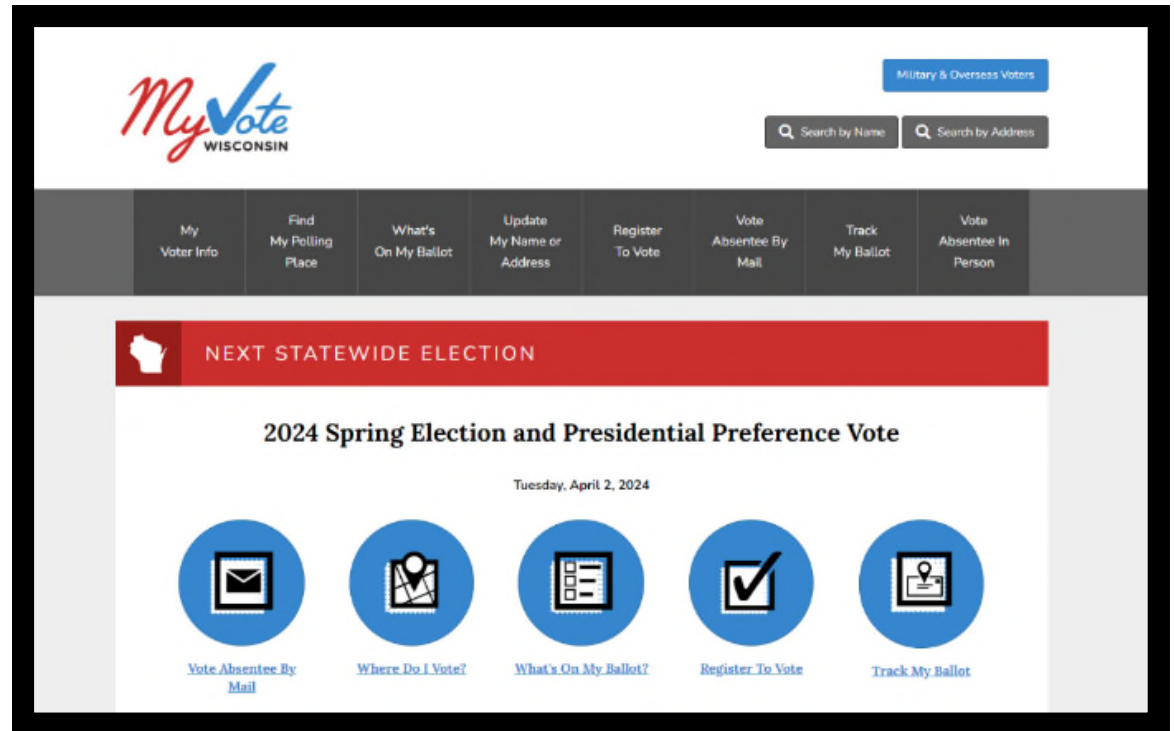 MyVote
WISCONSIN
Military & Overseas Voters
Search by Name
Search by Address
My
Voter Info
Find
My Polling
Place
What's
On My Ballot
Update
My Name or
Address
Register
To Vote
Vote
Absentee By
Mail
Track
My Ballot
Vote
Absentee In
Person
NEXT STATEWIDE ELECTION
2024 Spring Election and Presidential Preference Vote
Tuesday, April 2, 2024
Vote Absentee By
Mail
Where Do I Vote?
What's On My Ballot?
Register To Vote
Track My Ballot